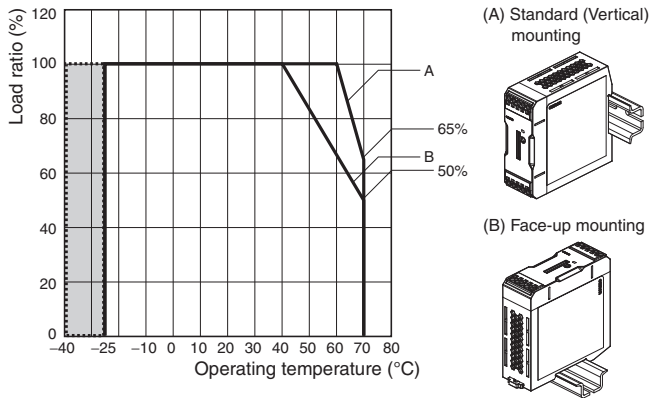 Load ratio (%)
120
100
80
60
40
20
0
–40 –25 –10 0 10 20 30 40 50 60 70 80
Operating temperature (°C)
A
65%
B
50%
(A) Standard (Vertical)
mounting
(B) Face-up mounting